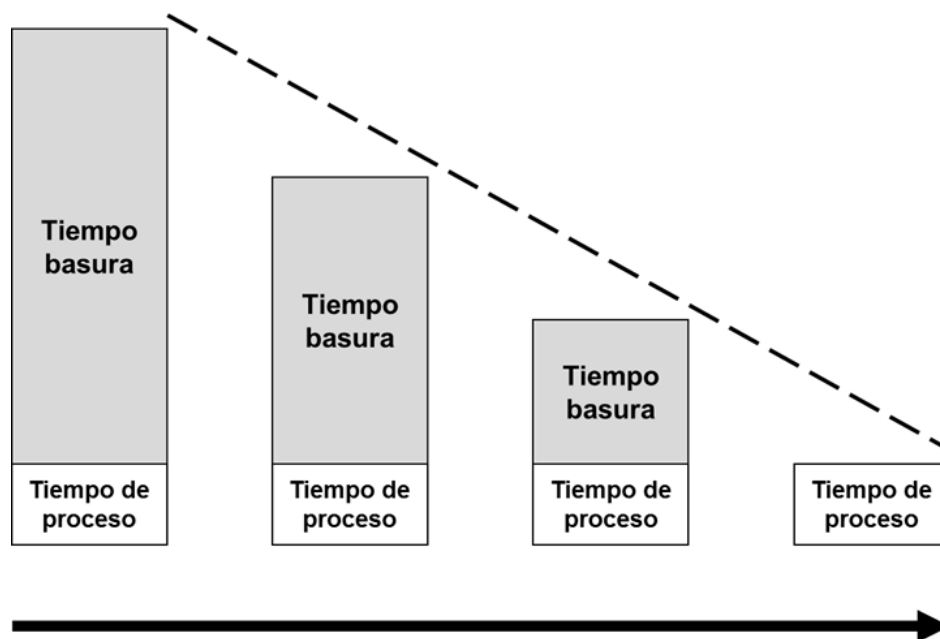 Tiempo
basura
Tiempo
basura
Tiempo
basura
Tiempo de
proceso
Tiempo de
proceso
Tiempo de
proceso
Tiempo de
proceso